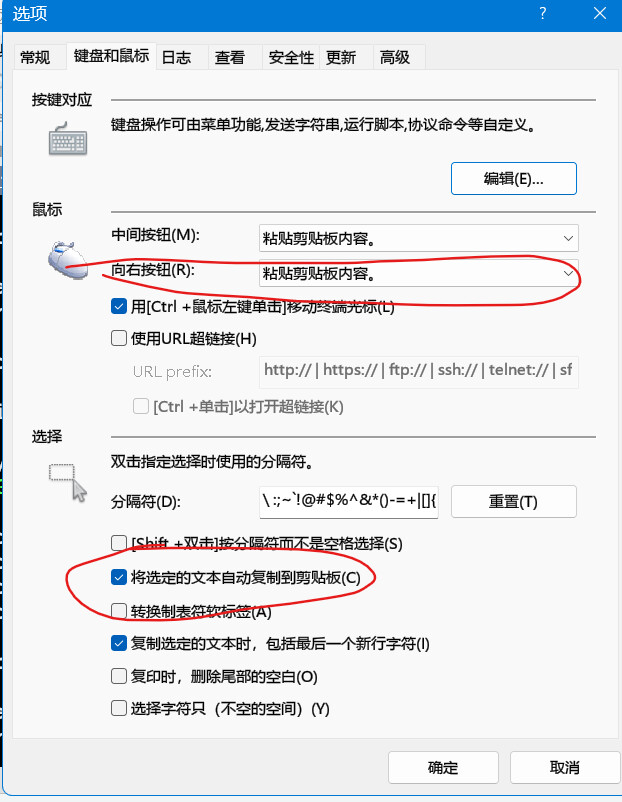 选项
?
常规 键盘和鼠标 日志 查看 安全性 更新 高级
按键对应
键盘操作可由菜单功能,发送字符串,运行脚本,协议命令等自定义。
编辑(E)...
鼠标
中间按钮(M): 粘贴剪贴板内容。
向右按钮(R): 粘贴剪贴板内容。
用[Ctrl +鼠标左键单击]移动终端光标(L)
使用URL超链接(H)
URL prefix: http:// | https:// | ftp:// | ssh:// | telnet:// | sf
[Ctrl +单击]以打开超链接(K)
选择
双击指定选择时使用的分隔符。
分隔符(D): \ :;~`!@#$%^&*()-=+|[]{ 重置(T)
[Shift +双击]按分隔符而不是空格选择(S)
将选定的文本自动复制到剪贴板(C)
转换制表符软标签(A)
复制选定的文本时，包括最后一个新行字符(I)
复印时，删除尾部的空白(O)
选择字符只（不空的空间）(Y)
确定 取消